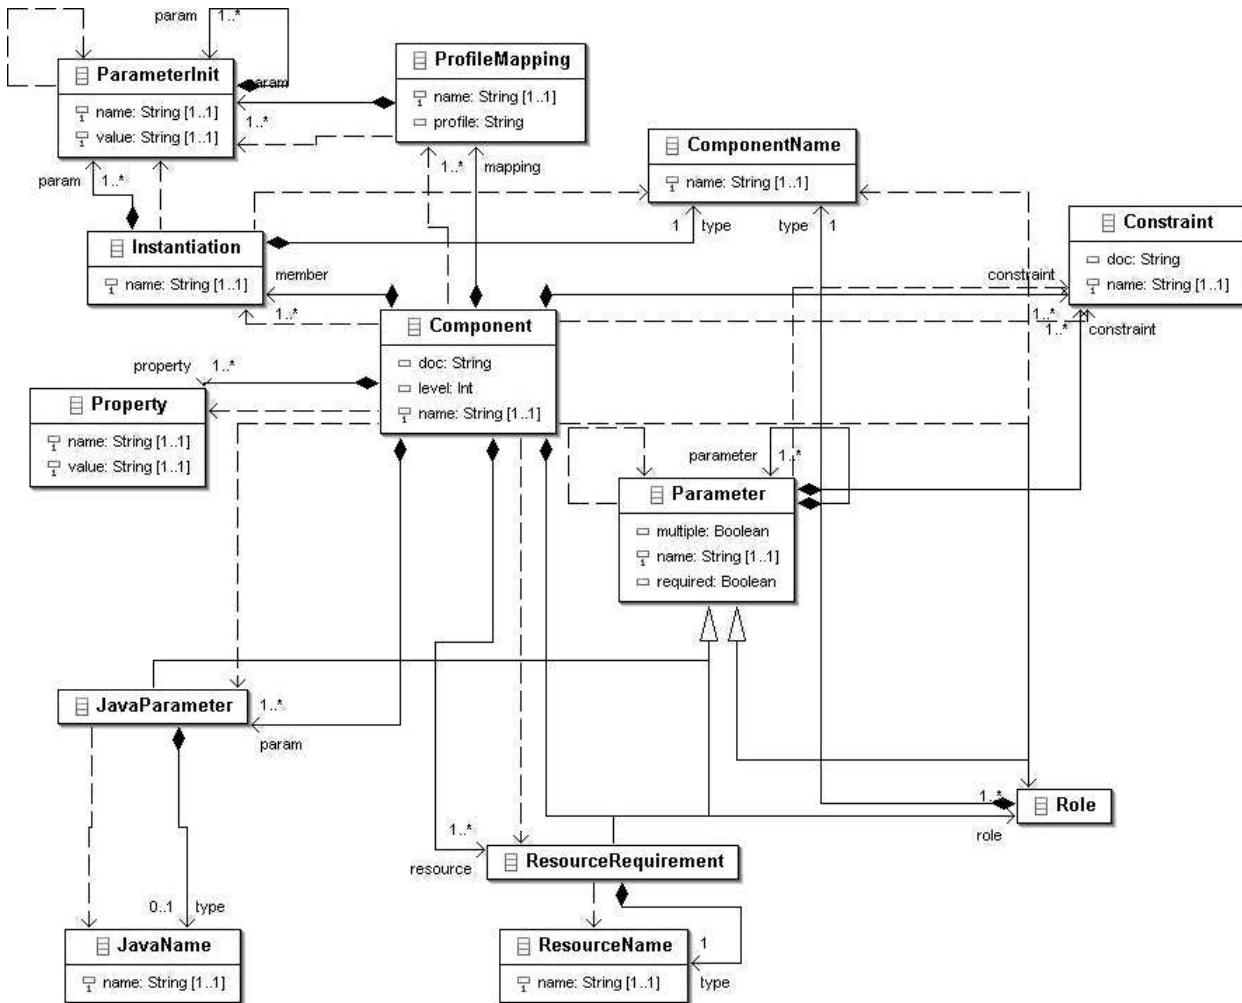 param 1..*
ParameterInit
name: String [1..1]
value: String [1..1]
param
1..*
ProfileMapping
name: String [1..1]
profile: String
1..* mapping
ComponentName
name: String [1..1]
param 1..*
Instantiation
name: String [1..1]
1 type
type 1
Constraint
doc: String
name: String [1..1]
member
1..*
constraint
1..*
1..* constraint
Component
doc: String
level: Int
name: String [1..1]
property 1..*
Property
name: String [1..1]
value: String [1..1]
parameter 1..*
Parameter
multiple: Boolean
name: String [1..1]
required: Boolean
JavaParameter
1..*
param
1..*
Role
role
1..*
resource
ResourceRequirement
0..1 type
JavaName
name: String [1..1]
ResourceName
name: String [1..1]
1
type